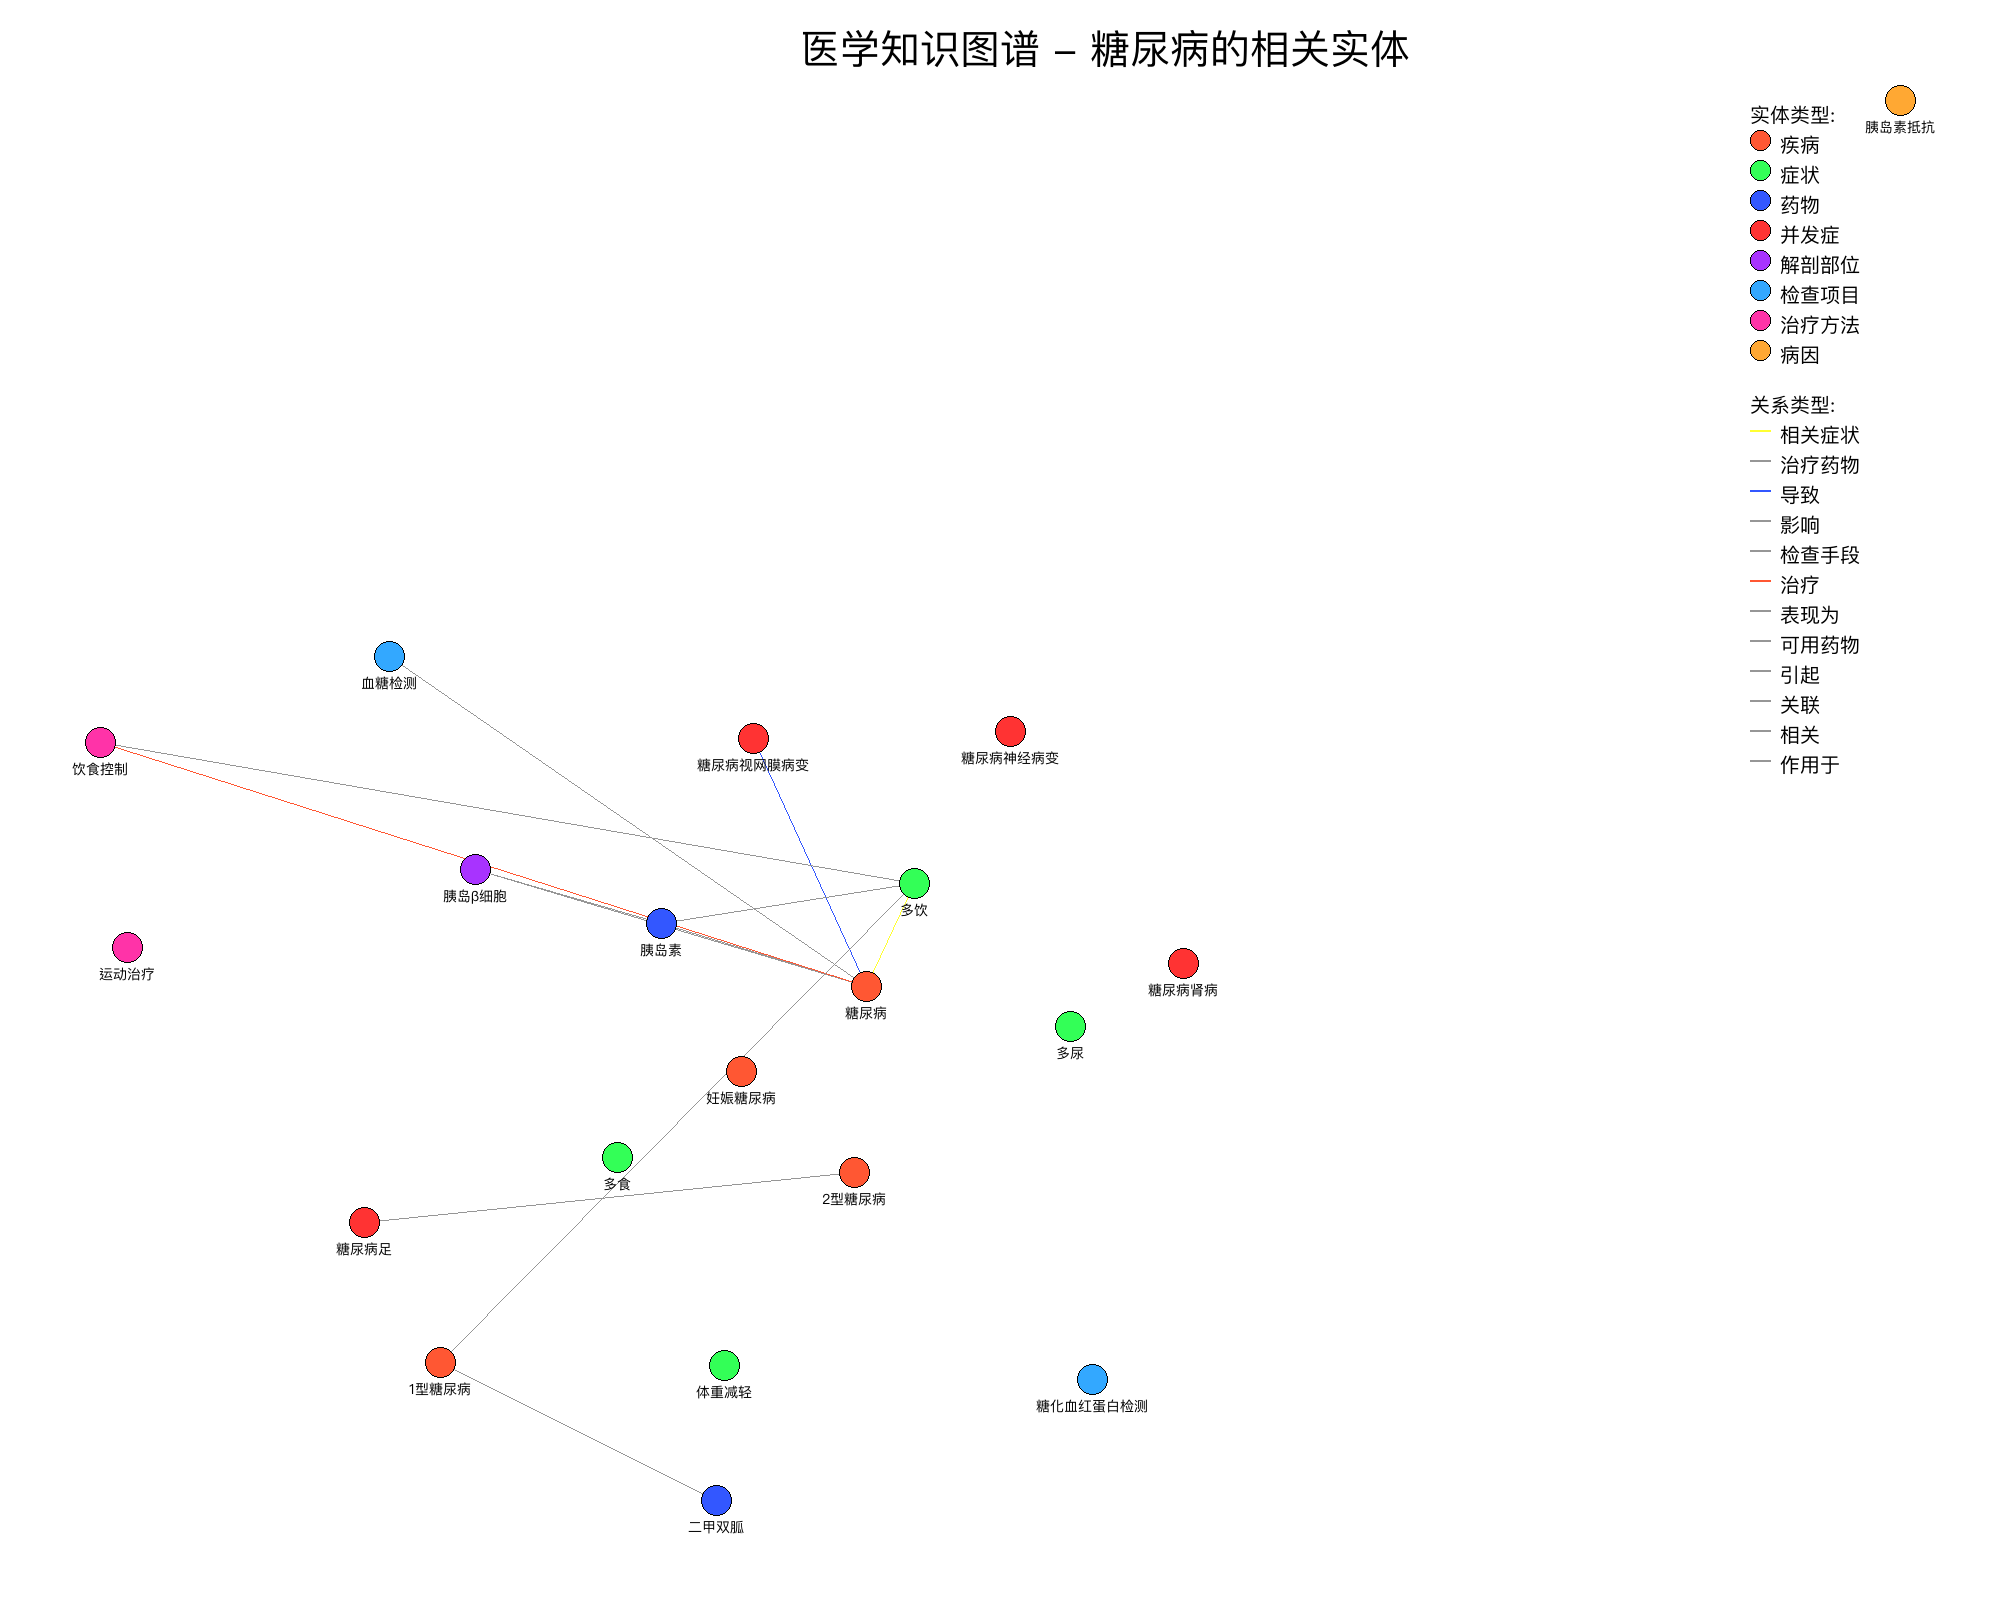 医学知识图谱 – 糖尿病的相关实体
胰岛素抵抗
实体类型:
疾病
症状
药物
并发症
解剖部位
检查项目
治疗方法
病因
关系类型:
相关症状
治疗药物
导致
影响
检查手段
治疗
表现为
可用药物
引起
关联
相关
作用于
血糖检测
饮食控制
糖尿病视网膜病变
糖尿病神经病变
胰岛β细胞
多饮
胰岛素
运动治疗
糖尿病肾病
糖尿病
多尿
妊娠糖尿病
多食
2型糖尿病
糖尿病足
1型糖尿病
体重减轻
糖化血红蛋白检测
二甲双胍